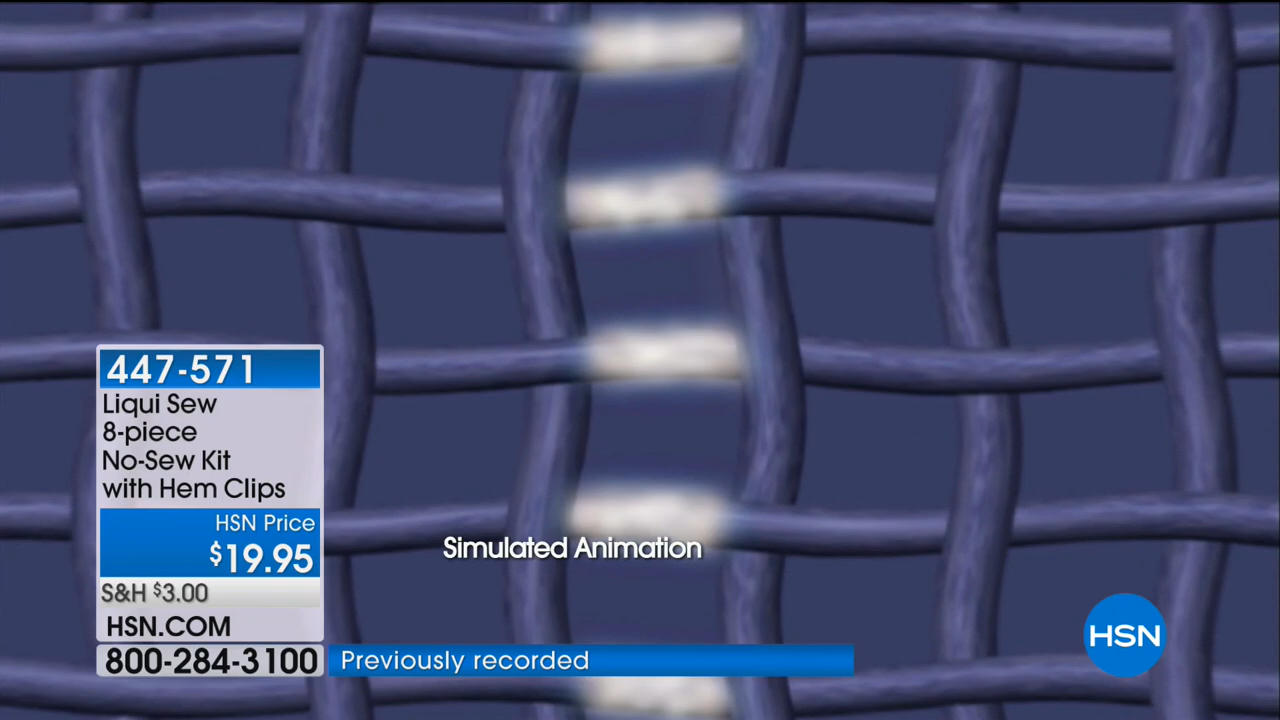 447-571
Liqui Sew
8-piece
No-Sew Kit
with Hem Clips
HSN Price
$19.95
S&H $3.00
HSN.COM
800-284-3100
Previously recorded
Simulated Animation
HSN